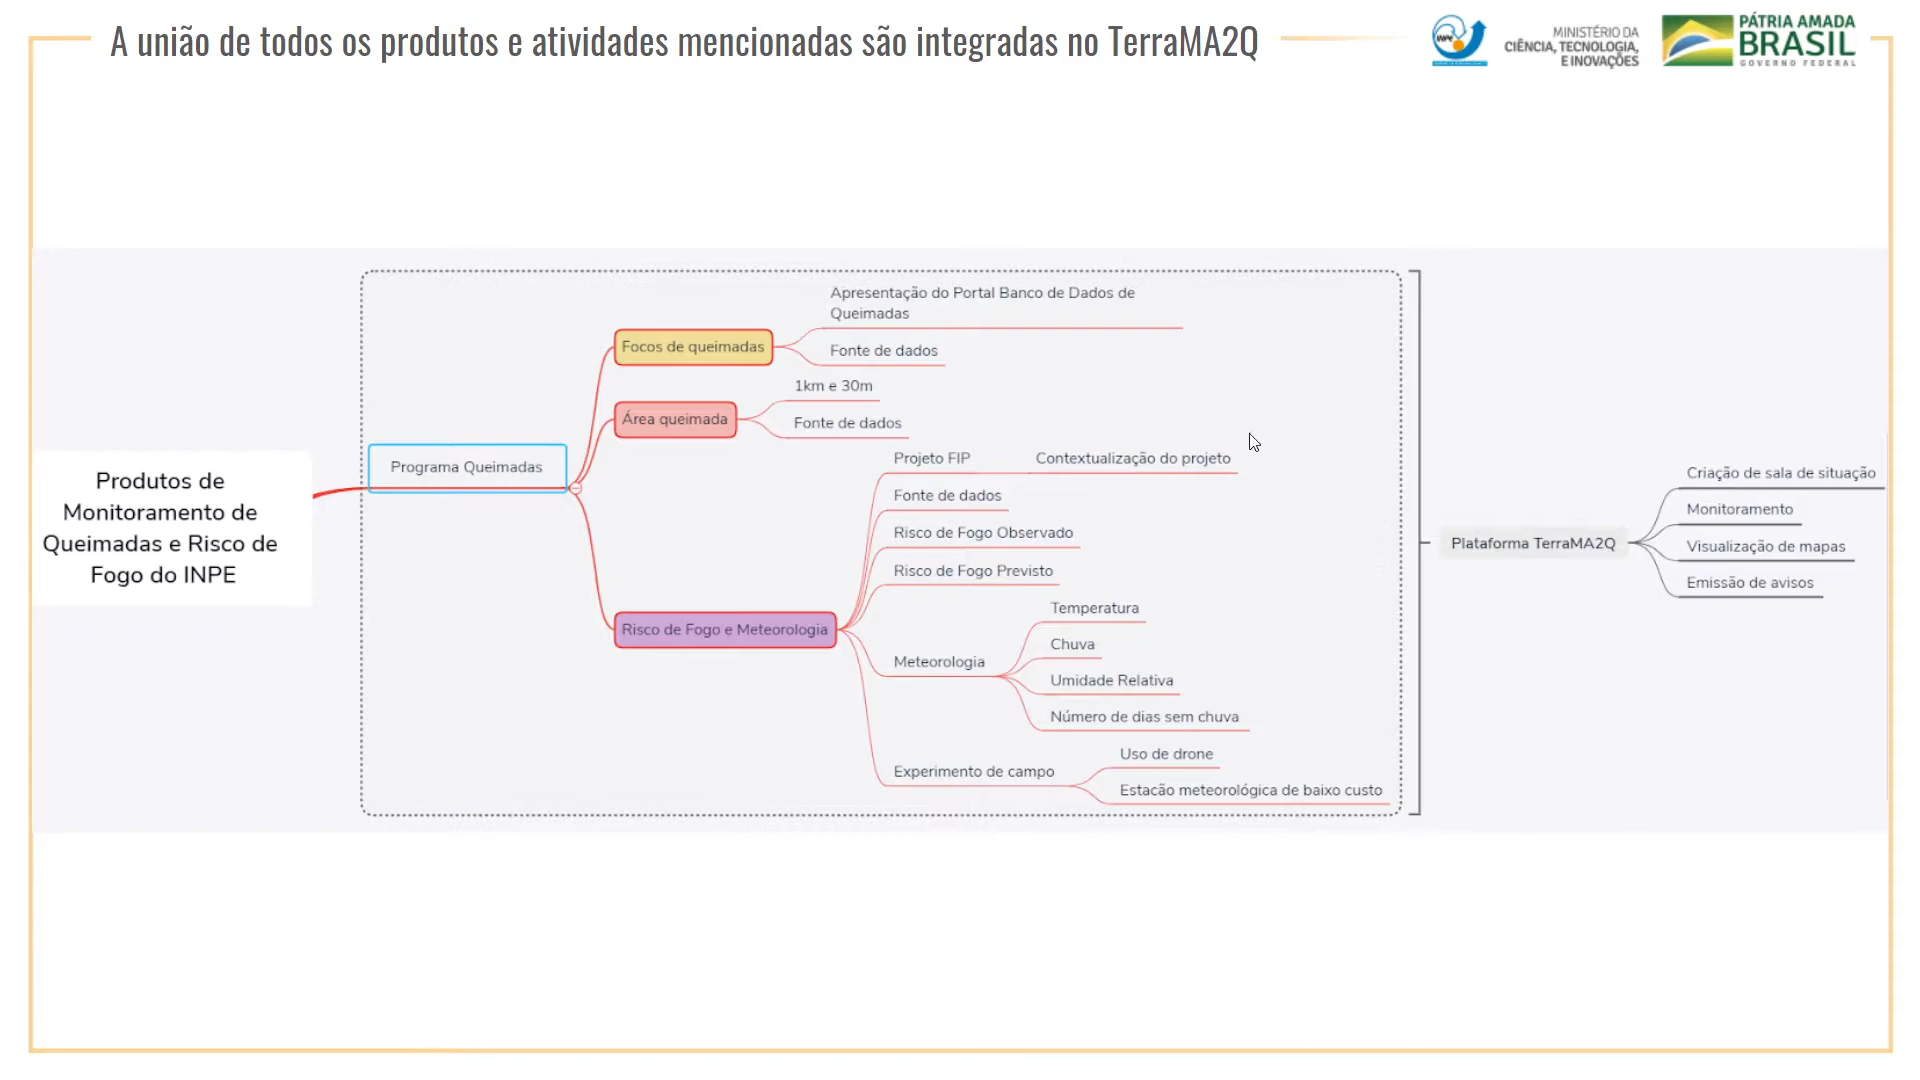 A união de todos os produtos e atividades mencionadas são integradas no TerraMA2Q
INPE
MINISTÉRIO DA
CIÊNCIA, TECNOLOGIA,
E INOVAÇÕES
PÁTRIA AMADA
BRASIL
GOVERNO FEDERAL
Produtos de
Monitoramento de
Queimadas e Risco de
Fogo do INPE
Programa Queimadas
Focos de queimadas
Apresentação do Portal Banco de Dados de
Queimadas
Fonte de dados
Área queimada
1km e 30m
Fonte de dados
Risco de Fogo e Meteorologia
Projeto FIP
Contextualização do projeto
Fonte de dados
Risco de Fogo Observado
Risco de Fogo Previsto
Meteorologia
Temperatura
Chuva
Umidade Relativa
Número de dias sem chuva
Experimento de campo
Uso de drone
Estacão meteorológica de baixo custo
Plataforma TerraMA2Q
Criação de sala de situação
Monitoramento
Visualização de mapas
Emissão de avisos